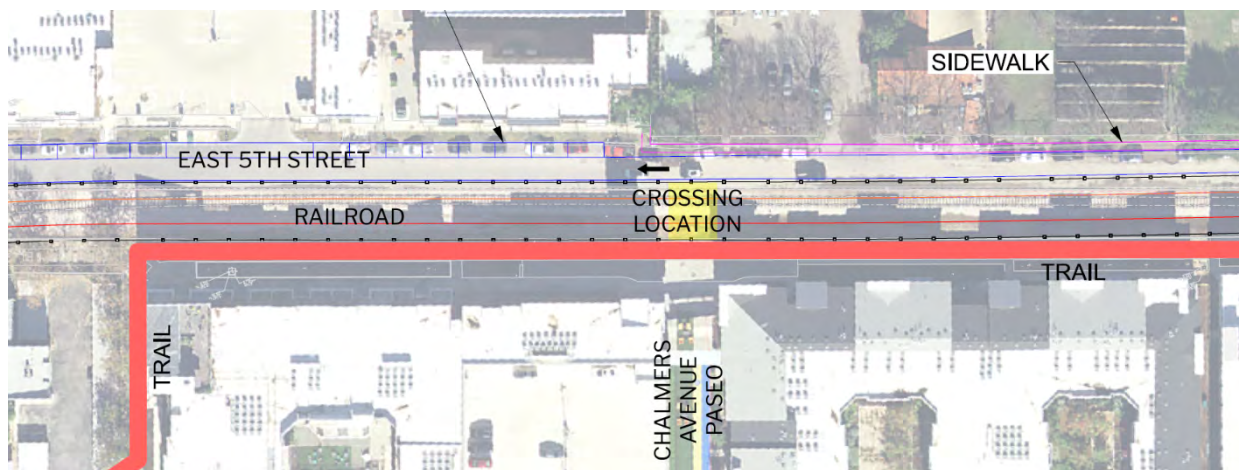 SIDEWALK
EAST 5TH STREET
CROSSING
LOCATION
RAILROAD
TRAIL
TRAIL
CHALMERS
AVENUE
PASEO